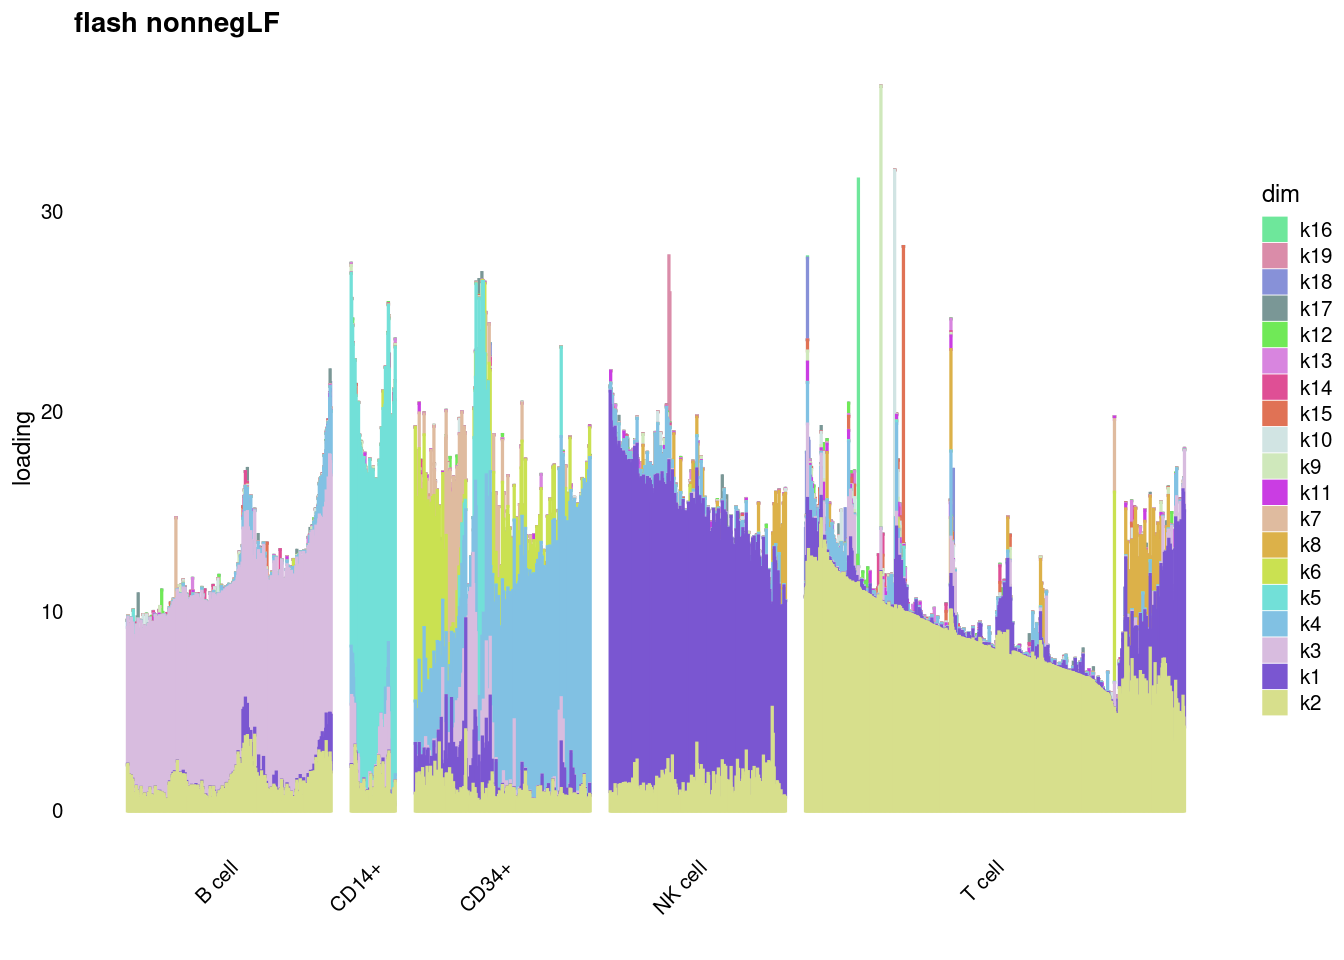 flash nonnegLF
30
20
10
0
loading
B cell
CD14+
CD34+
NK cell
T cell
dim
k16
k19
k18
k17
k12
k13
k14
k15
k10
k9
k11
k7
k8
k6
k5
k4
k3
k1
k2